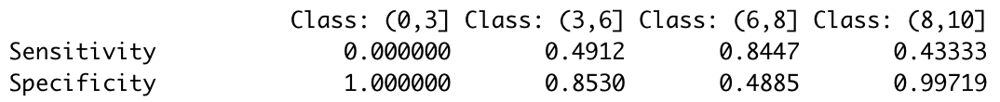 Class: (0,3] Class: (3,6] Class: (6,8] Class: (8,10]
Sensitivity 0.000000 0.4912 0.8447 0.43333
Specificity 1.000000 0.8530 0.4885 0.99719